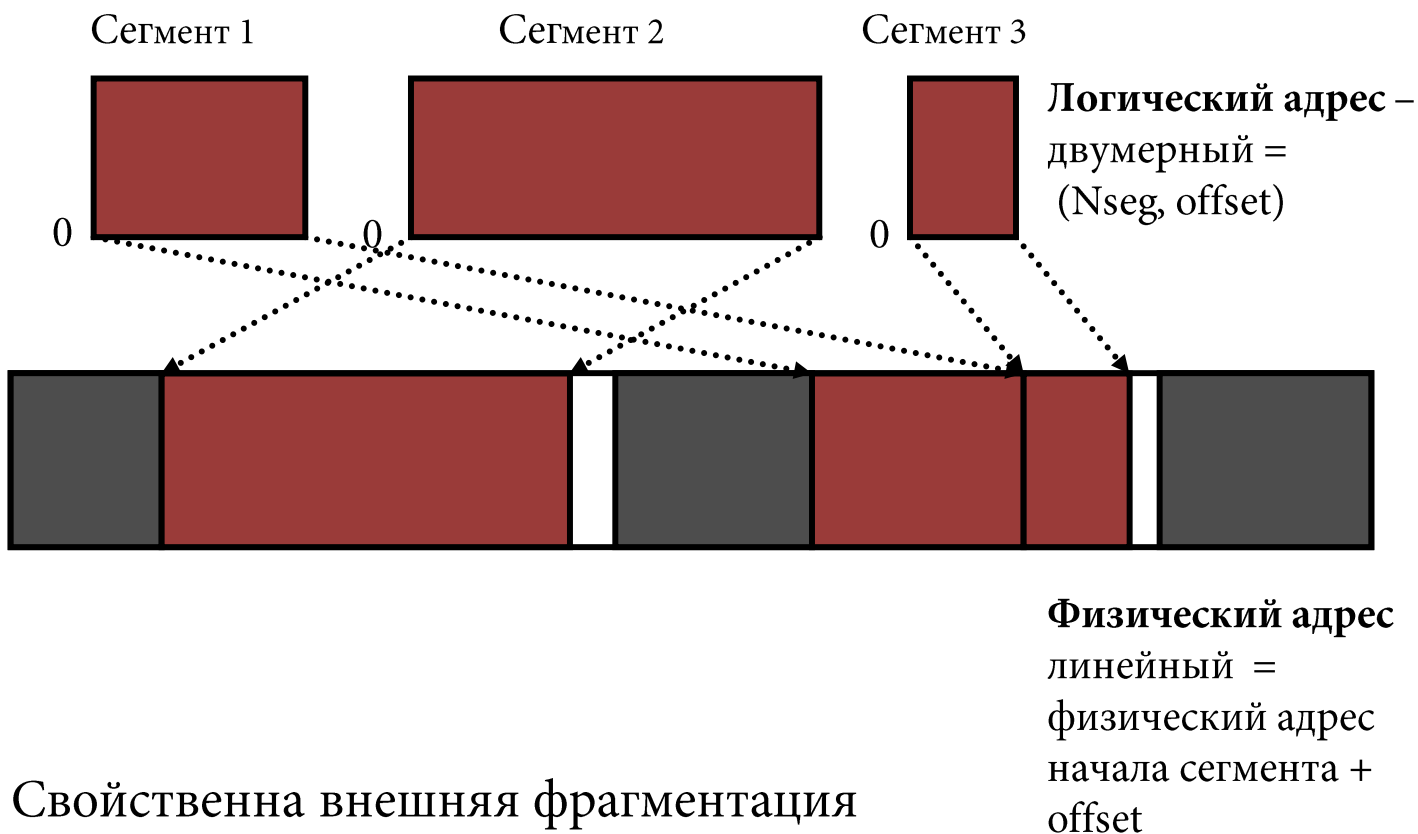 Сегмент 1
Сегмент 2
Сегмент 3
Логический адрес –
двумерный =
(Nseg, offset)
0
0
0
Физический адрес
линейный =
физический адрес
начала сегмента +
offset
Свойственна внешняя фрагментация